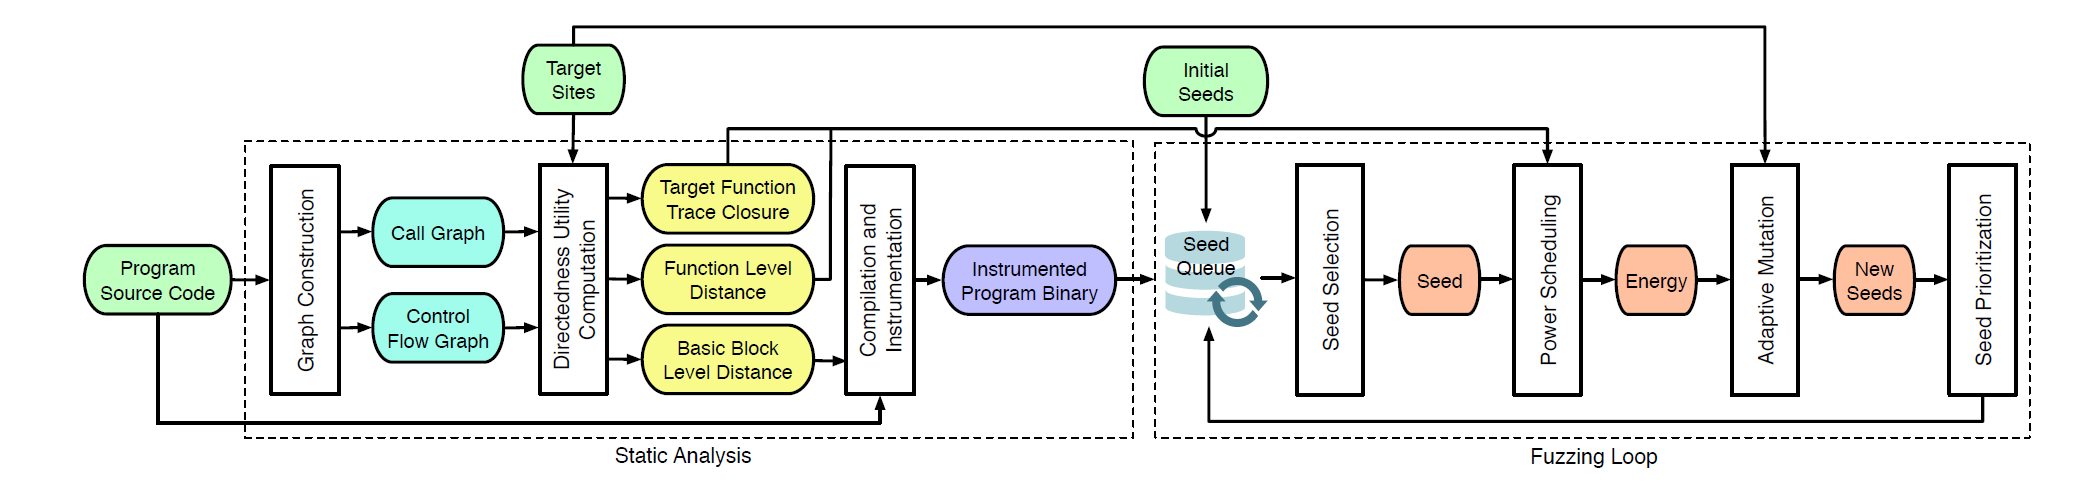 Target
Sites
Initial
Seeds
Program
Source Code
Graph Construction
Call Graph
Control
Flow Graph
Directedness Utility
Computation
Target Function
Trace Closure
Function Level
Distance
Basic Block
Level Distance
Compilation and
Instrumentation
Instrumented
Program Binary
Static Analysis
Seed
Queue
Seed Selection
Seed
Power Scheduling
Energy
Adaptive Mutation
New
Seeds
Seed Prioritization
Fuzzing Loop